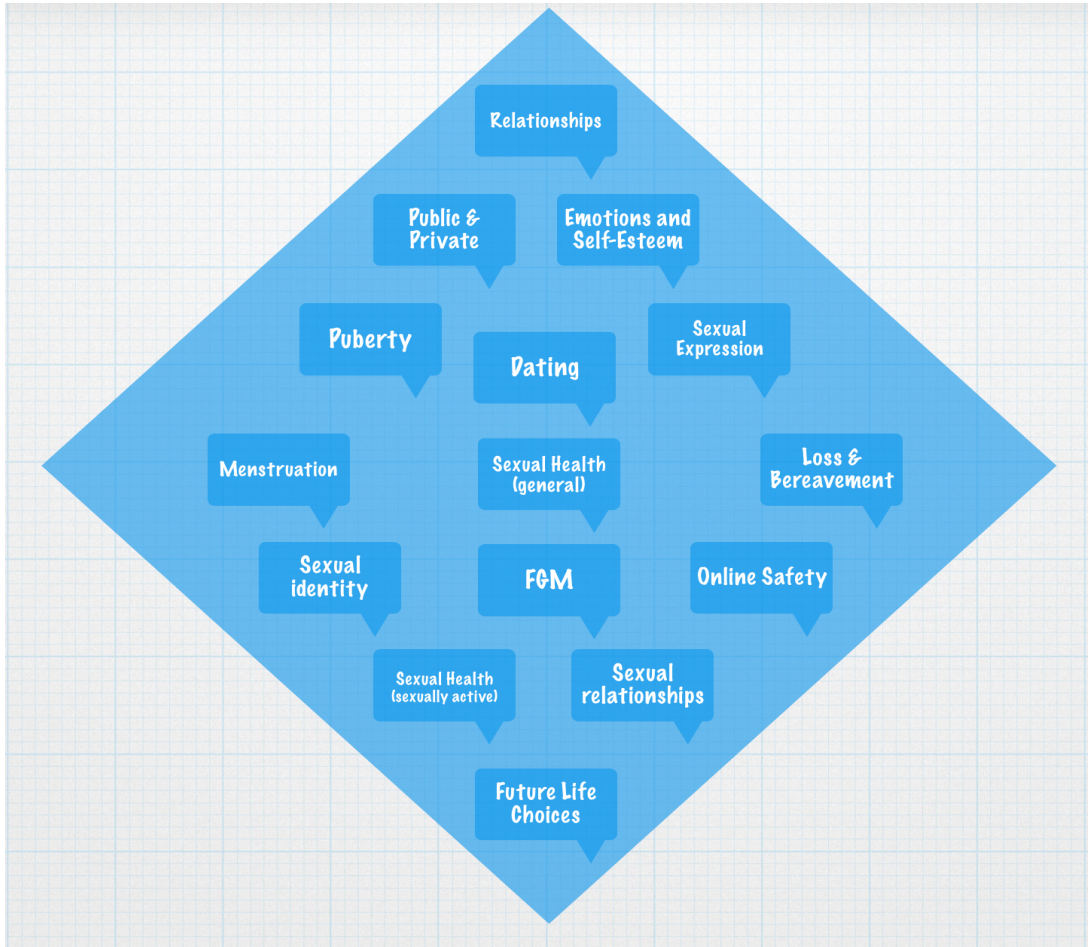 Relationships
Public &
Private
Emotions and
Self-Esteem
Puberty
Dating
Sexual
Expression
Menstruation
Sexual Health
(general)
Loss &
Bereavement
Sexual
identity
FGM
Online Safety
Sexual Health
(sexually active)
Sexual
relationships
Future Life
Choices